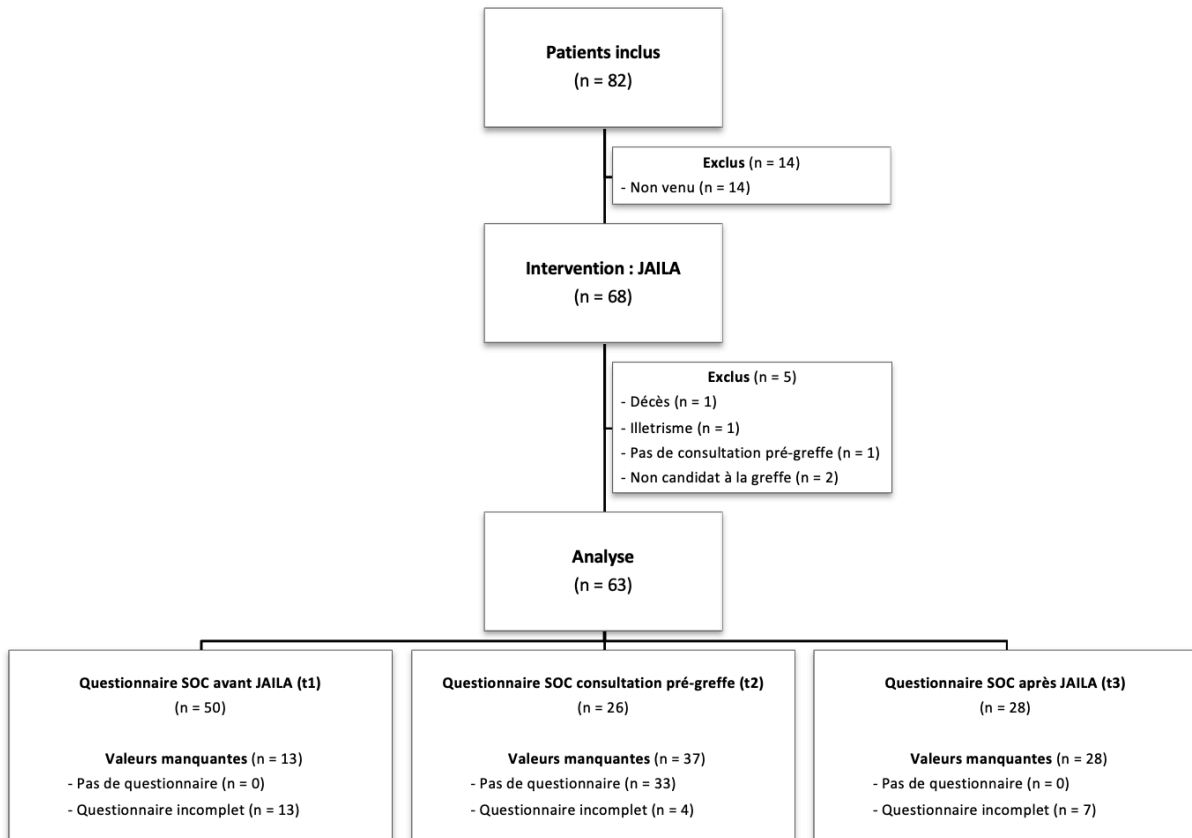 Patients inclus
(n = 82)
Exclus (n = 14)
- Non venu (n = 14)
Intervention : JAILA
(n = 68)
Exclus (n = 5)
- Décès (n = 1)
- Illetrisme (n = 1)
- Pas de consultation pré-greffe (n = 1)
- Non candidat à la greffe (n = 2)
Analyse
(n = 63)
Questionnaire SOC avant JAILA (t1)
(n = 50)
Valeurs manquantes (n = 13)
- Pas de questionnaire (n = 0)
- Questionnaire incomplet (n = 13)
Questionnaire SOC consultation pré-greffe (t2)
(n = 26)
Valeurs manquantes (n = 37)
- Pas de questionnaire (n = 33)
- Questionnaire incomplet (n = 4)
Questionnaire SOC après JAILA (t3)
(n = 28)
Valeurs manquantes (n = 28)
- Pas de questionnaire (n = 0)
- Questionnaire incomplet (n = 7)